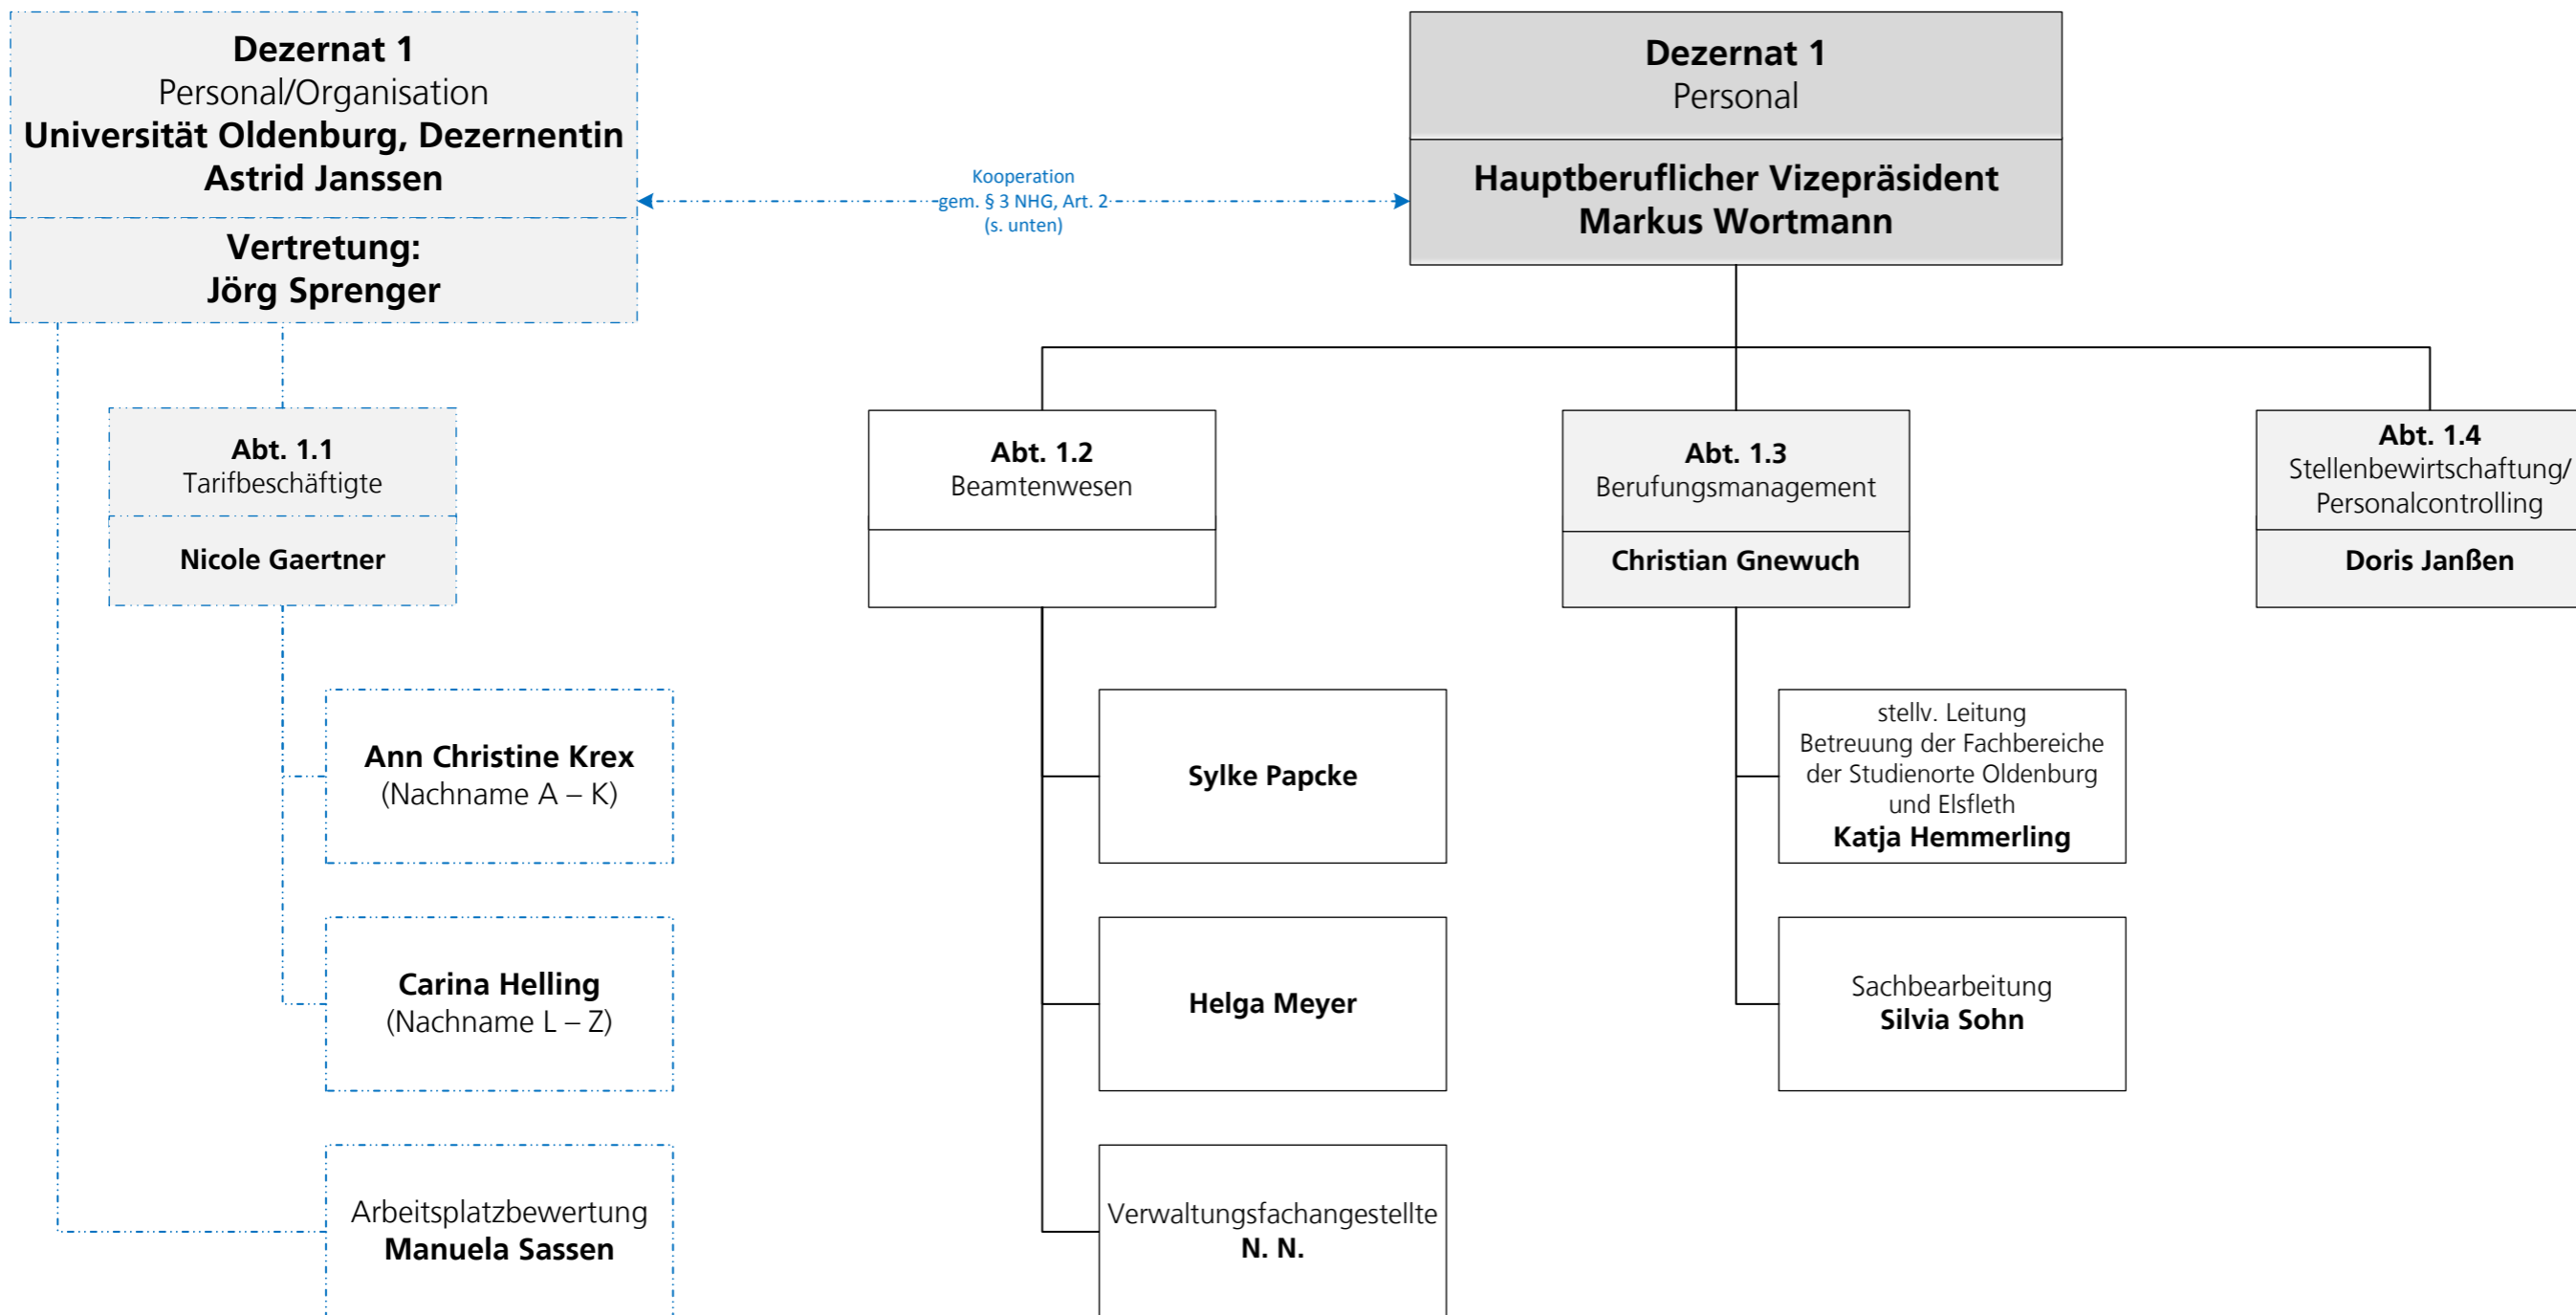 Dezernat 1
Personal/Organisation
Universität Oldenburg, Dezernentin
Astrid Janssen
Vertretung:
Jörg Sprenger
Kooperation
gem. § 3 NHG, Art. 2
(s. unten)
Dezernat 1
Personal
Hauptberuflicher Vizepräsident
Markus Wortmann
Abt. 1.1
Tarifbeschäftigte
Nicole Gaertner
Abt. 1.2
Beamtenwesen
Abt. 1.3
Berufungsmanagement
Christian Gnewuch
Abt. 1.4
Stellenbewirtschaftung/
Personalcontrolling
Doris Janßen
Ann Christine Krex
(Nachname A – K)
Sylke Papcke
stellv. Leitung
Betreuung der Fachbereiche
der Studienorte Oldenburg
und Elsfleth
Katja Hemmerling
Carina Helling
(Nachname L – Z)
Helga Meyer
Sachbearbeitung
Silvia Sohn
Arbeitsplatzbewertung
Manuela Sassen
Verwaltungsfachangestellte
N. N.